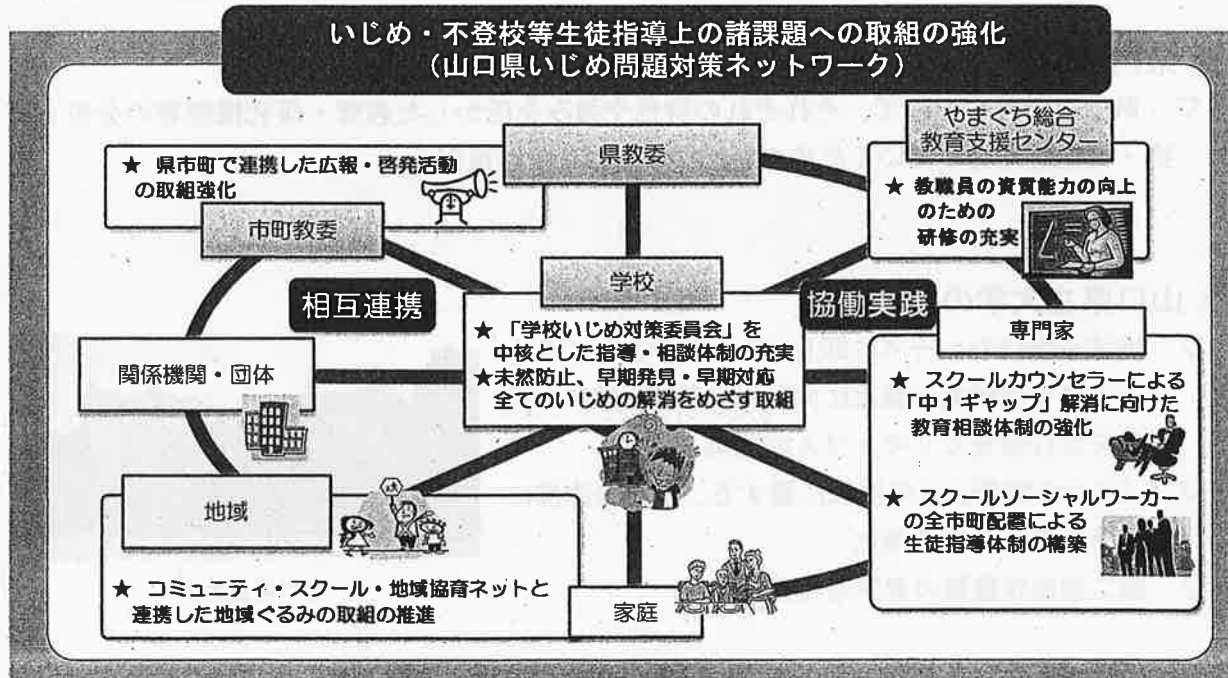 いじめ・不登校等生徒指導上の諸課題への取組の強化
(山口県いじめ問題対策ネットワーク)
県教委
やまぐち総合
教育支援センター
★ 教職員の資質能力の向上
のための
研修の充実
★ 県市町で連携した広報・啓発活動
の取組強化
市町教委
相互連携
学校
★ 「学校いじめ対策委員会」を
中核とした指導・相談体制の充実
★未然防止、早期発見・早期対応
全てのいじめの解消をめざす取組
協働実践
専門家
★ スクールカウンセラーによる
「中1ギャップ」解消に向けた
教育相談体制の強化
★ スクールソーシャルワーカー
の全市町配置による
生徒指導体制の構築
関係機関・団体
地域
★ コミュニティ・スクール・地域協育ネットと
連携した地域ぐるみの取組の推進
家庭